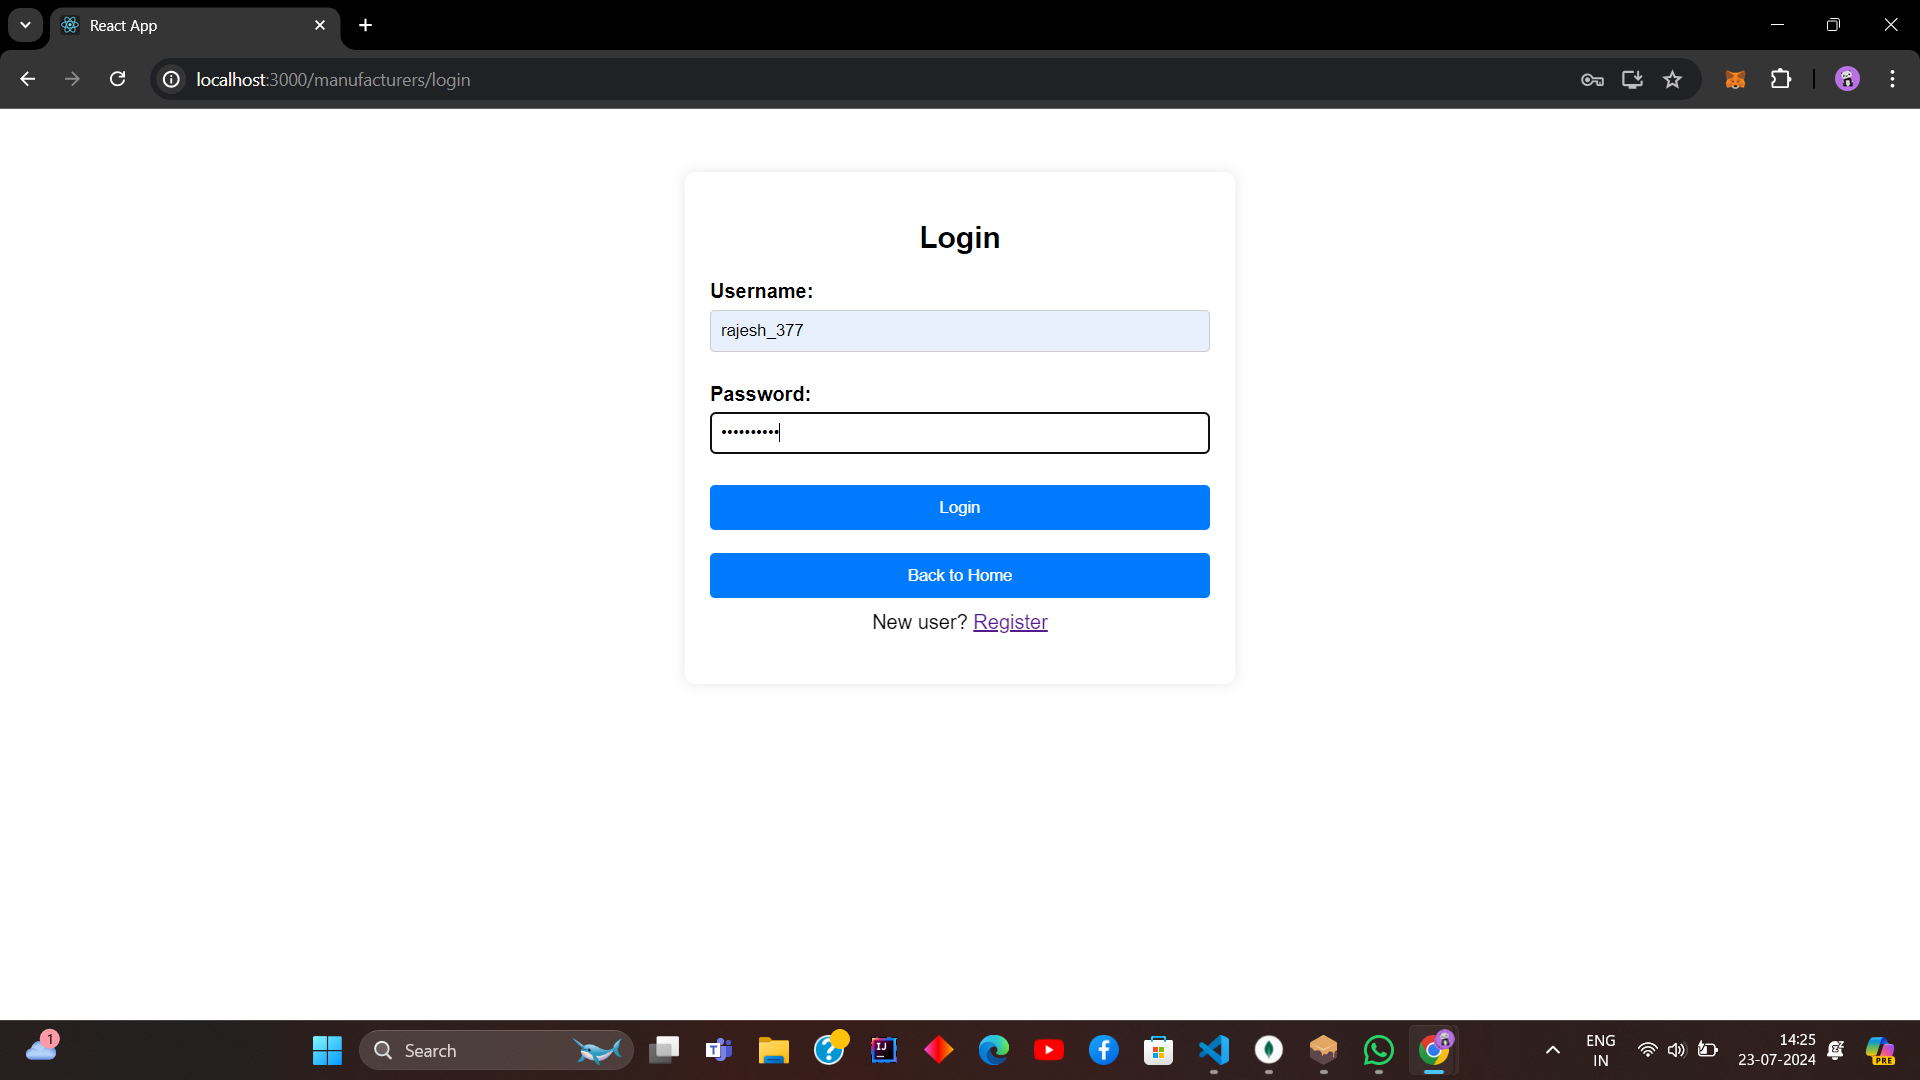 React App
localhost:3000/manufacturers/login
Login
Username:
rajesh_377
Password:
••••••••••
Login
Back to Home
New user? Register
1
Search
ENG
IN
14:25
23-07-2024
PRE